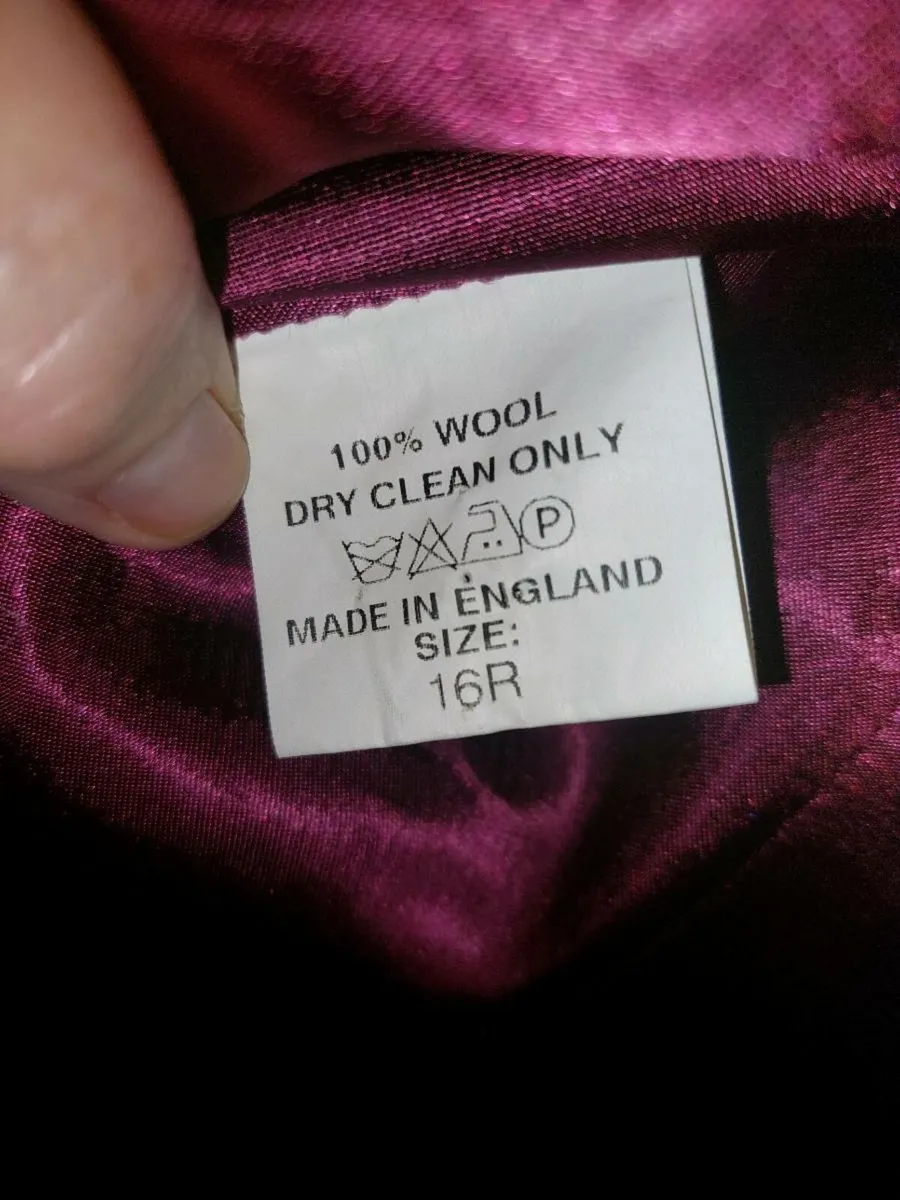 100% WOOL
DRY CLEAN ONLY
P
MADE IN ENGLAND
SIZE:
16R